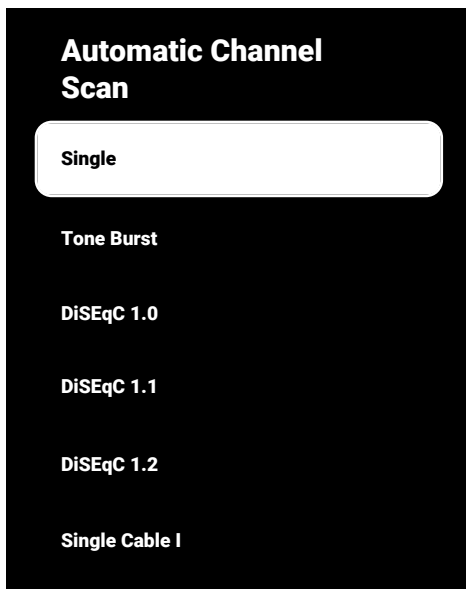 Automatic Channel
Scan
Single
Tone Burst
DiSEqC 1.0
DiSEqC 1.1
DiSEqC 1.2
Single Cable I